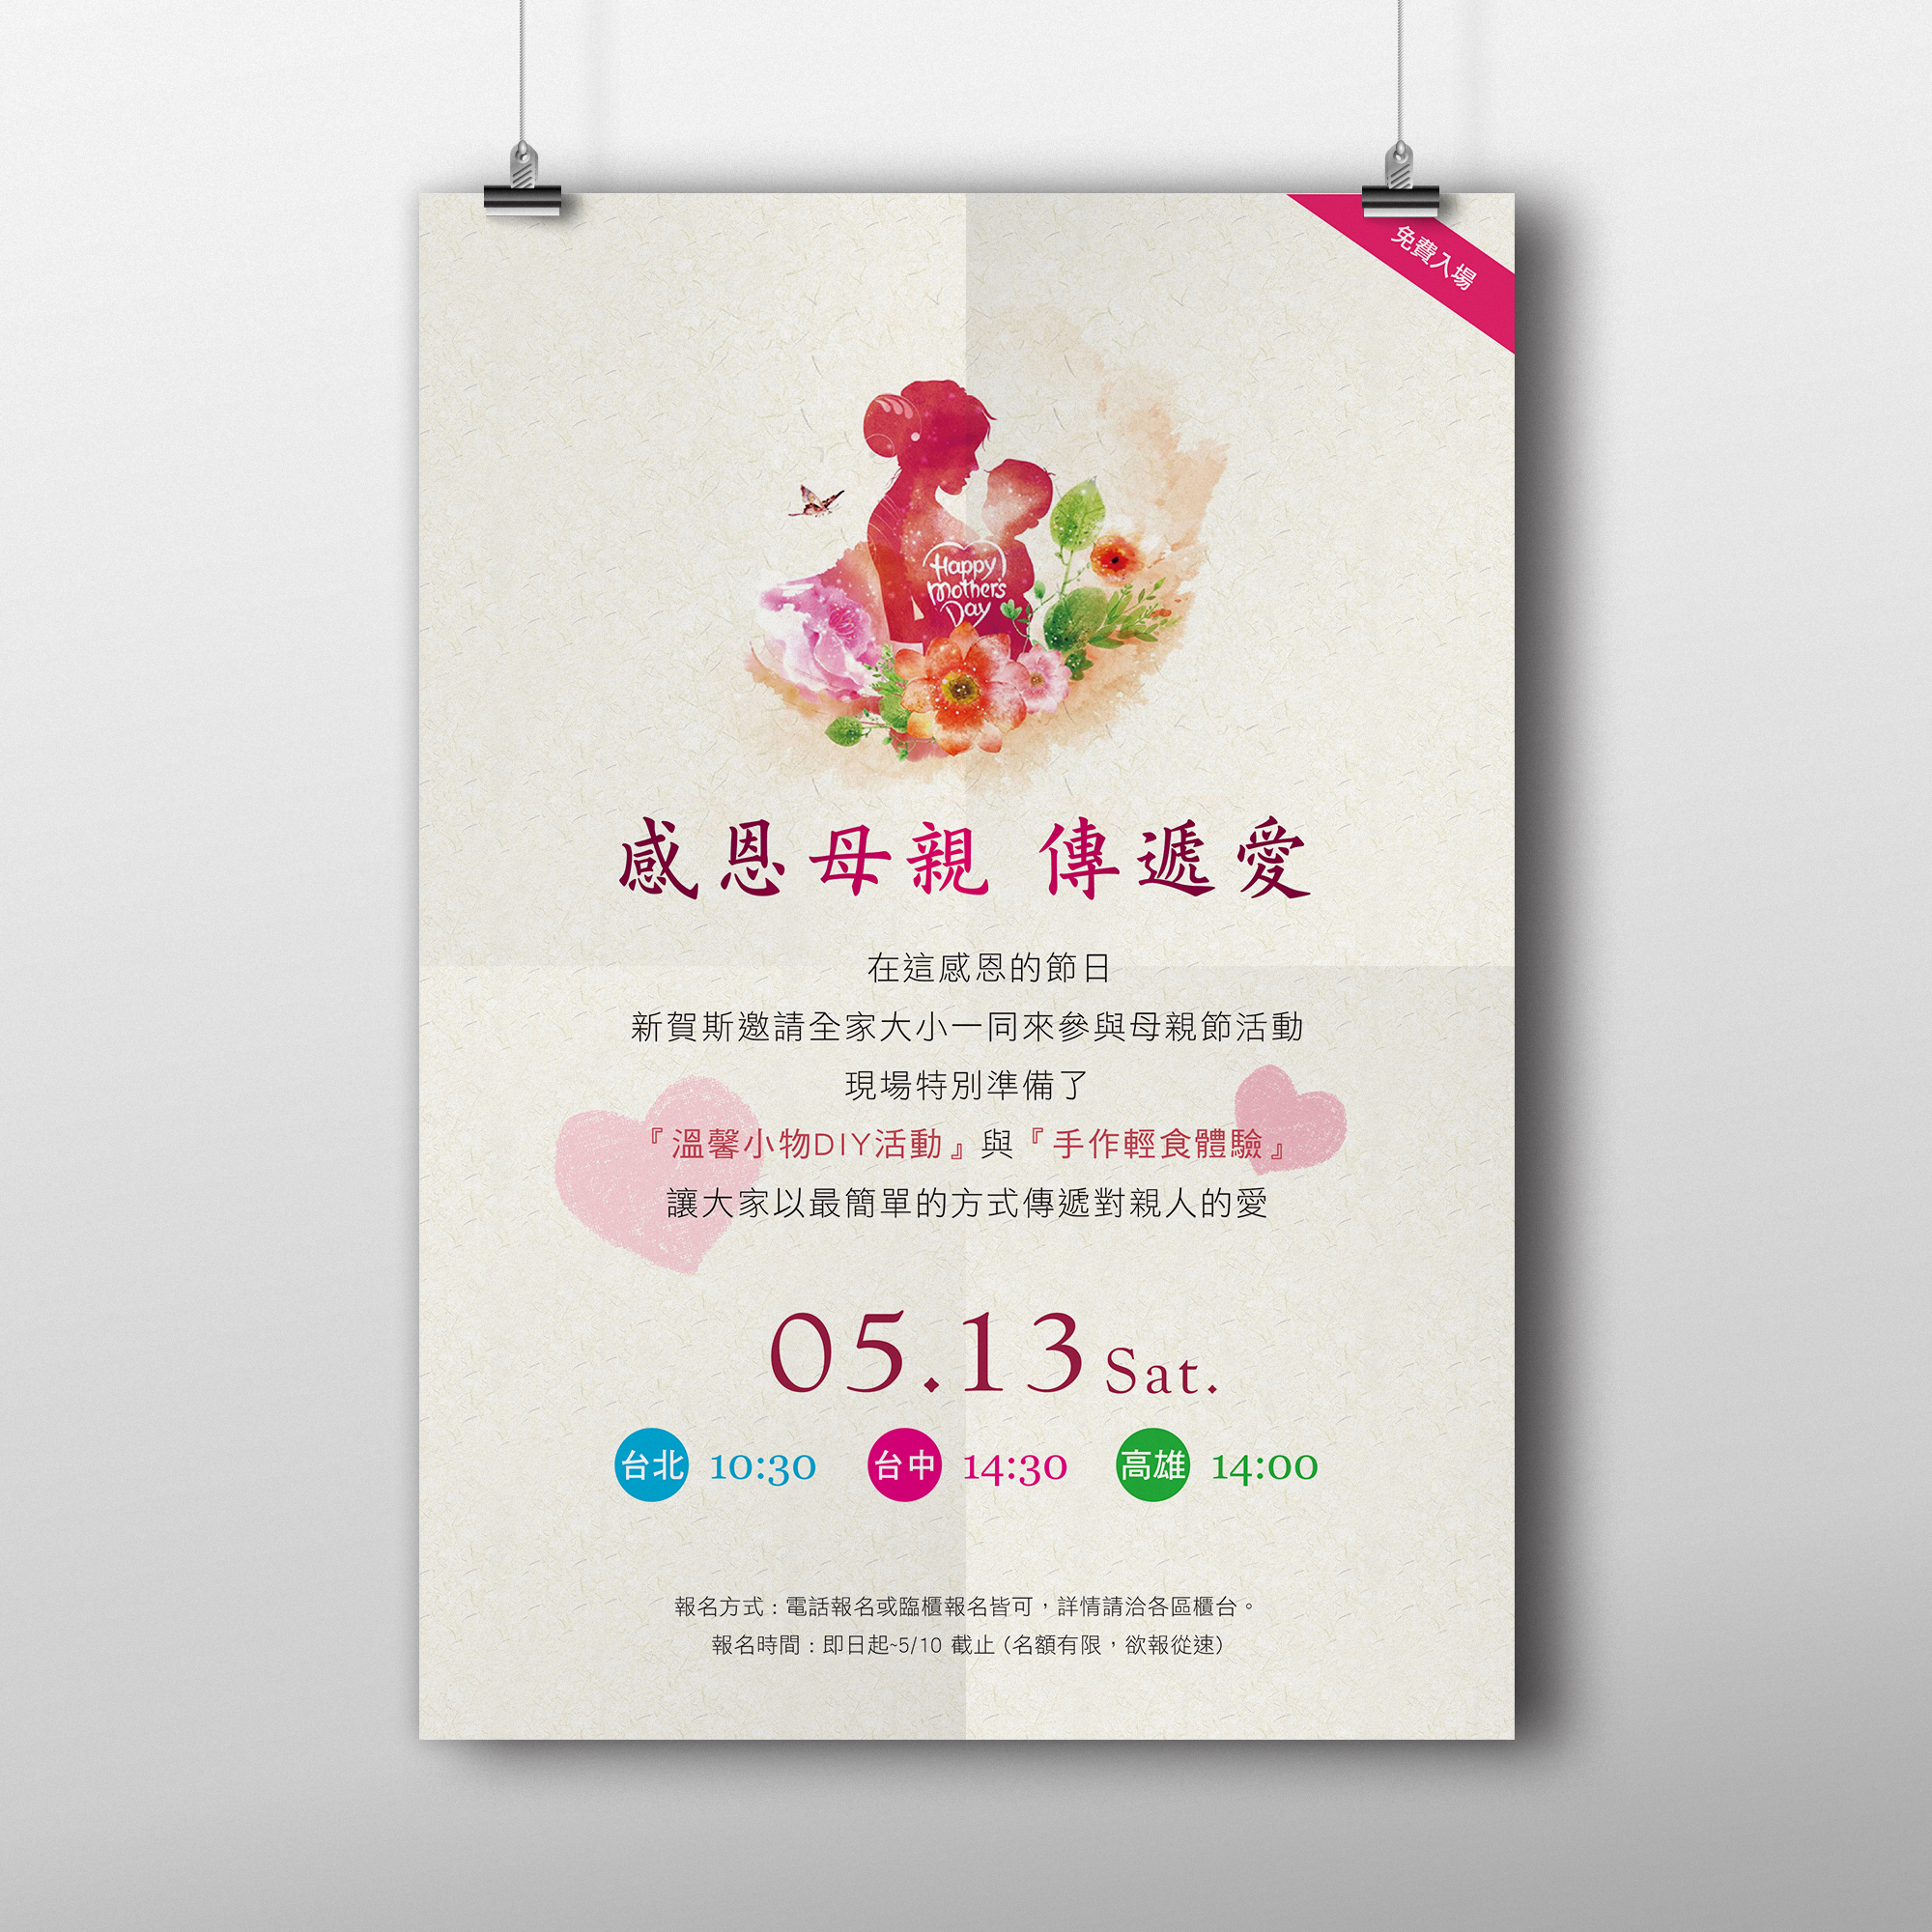 免費入場
Happy
Mother's
Day
感恩母親 傳遞愛
在這感恩的節日
新賀斯邀請全家大小一同來參與母親節活動
現場特別準備了
『溫馨小物DIY活動』與『手作輕食體驗』
讓大家以最簡單的方式傳遞對親人的愛
05.13 Sat.
台北 10:30 台中 14:30 高雄 14:00
報名方式：電話報名或臨櫃報名皆可，詳情請洽各區櫃台。
報名時間：即日起~5/10 截止 (名額有限，欲報從速)